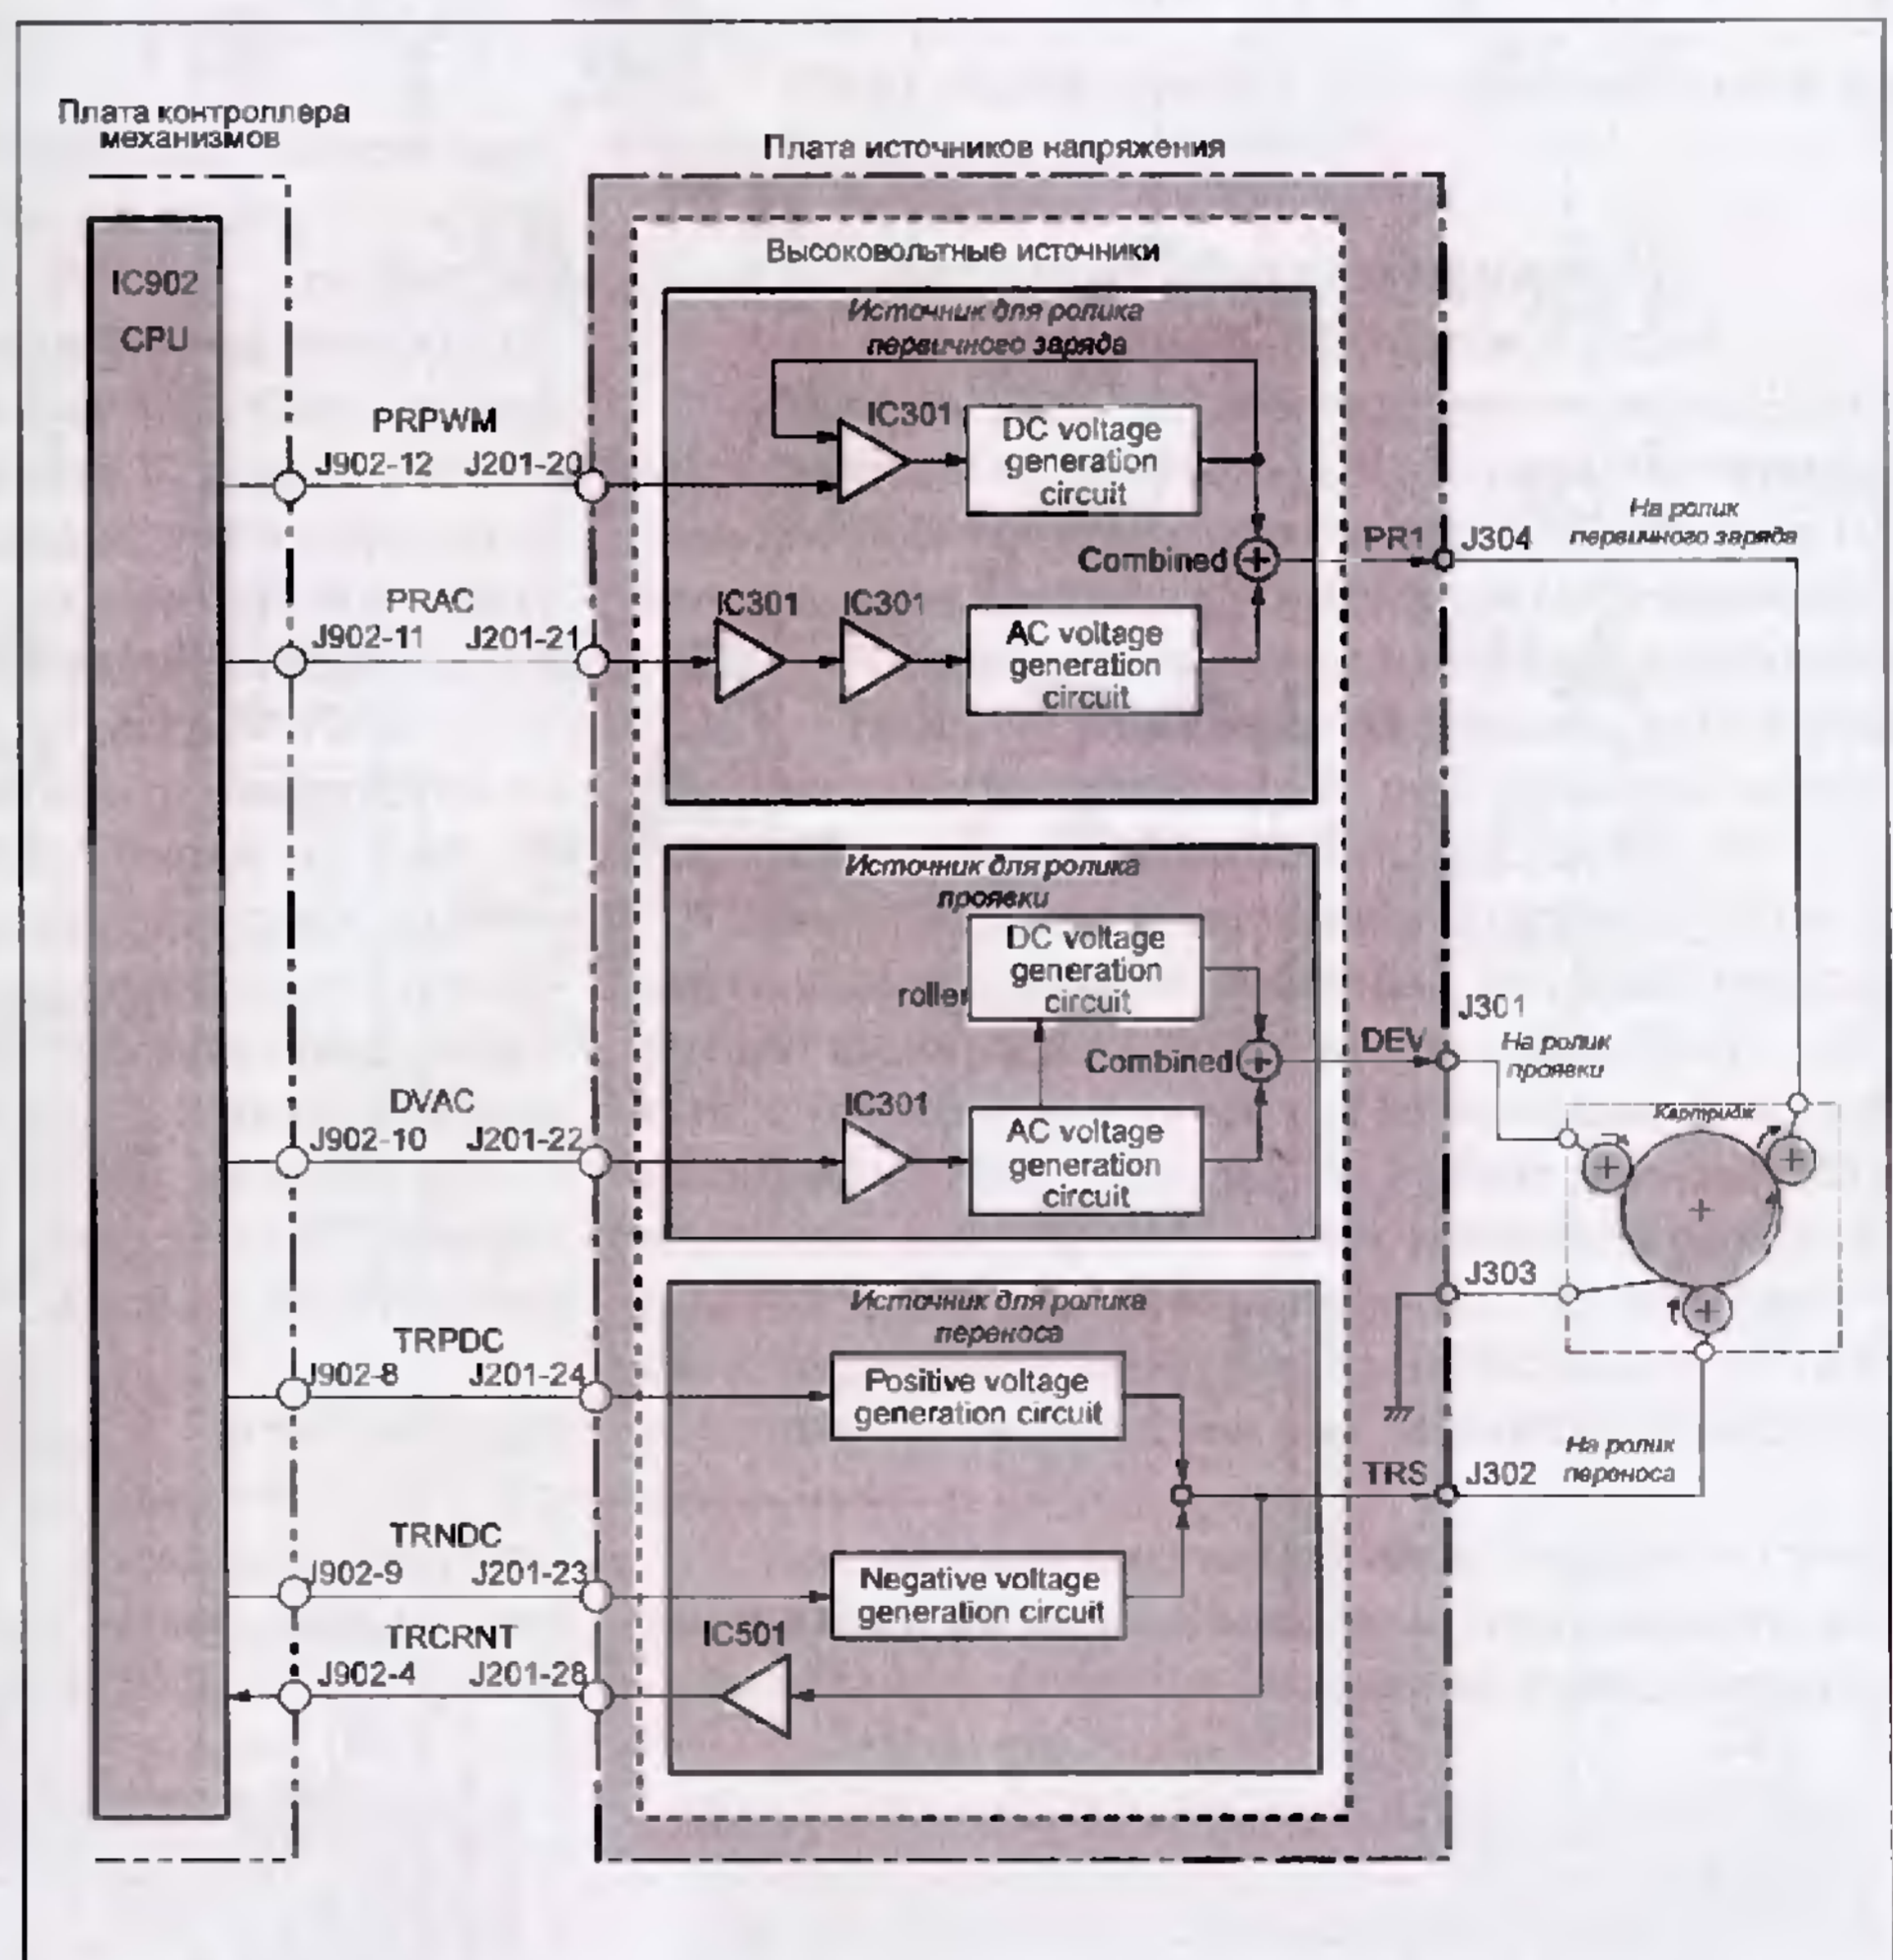 Плата контроллера
механизмов
Плата источников напряжения
IC902
CPU
Высоковольтные источники
Источник для ролика
первичного заряда
PRPWM
J902-12 J201-20
IC301
DC voltage
generation
circuit
Combined
PR1 J304
На ролик
первичного заряда
PRAC
J902-11 J201-21
IC301 IC301
AC voltage
generation
circuit
Источник для ролика
проявки
DC voltage
generation
circuit
roller
Combined
DEV
J301
На ролик
проявки
DVAC
J902-10 J201-22
IC301
AC voltage
generation
circuit
Картридж
J303
Источник для ролика
переноса
TRPDC
J902-8 J201-24
Positive voltage
generation circuit
TRS J302
На ролик
переноса
TRNDC
J902-9 J201-23
Negative voltage
generation circuit
TRCRNT
J902-4 J201-28
IC501